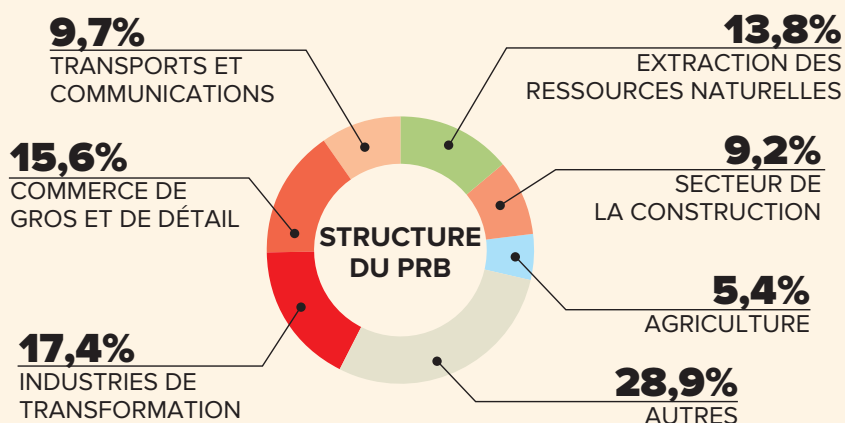 9,7%
TRANSPORTS ET
COMMUNICATIONS
15,6%
COMMERCE DE
GROS ET DE DÉTAIL
17,4%
INDUSTRIES DE
TRANSFORMATION
STRUCTURE
DU PRB
13,8%
EXTRACTION DES
RESSOURCES NATURELLES
9,2%
SECTEUR DE
LA CONSTRUCTION
5,4%
AGRICULTURE
28,9%
AUTRES